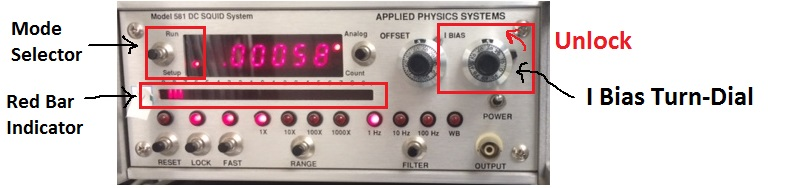 Model 581 DC SQUID System
APPLIED PHYSICS SYSTEMS
Mode
Selector
Run
Setup
.00058
Analog
Count
OFFSET
I BIAS
Unlock
I Bias Turn-Dial
Red Bar
Indicator
1X 10X 100X 1000X 1 Hz 10 Hz 100 Hz WB
POWER
RESET LOCK FAST RANGE FILTER OUTPUT